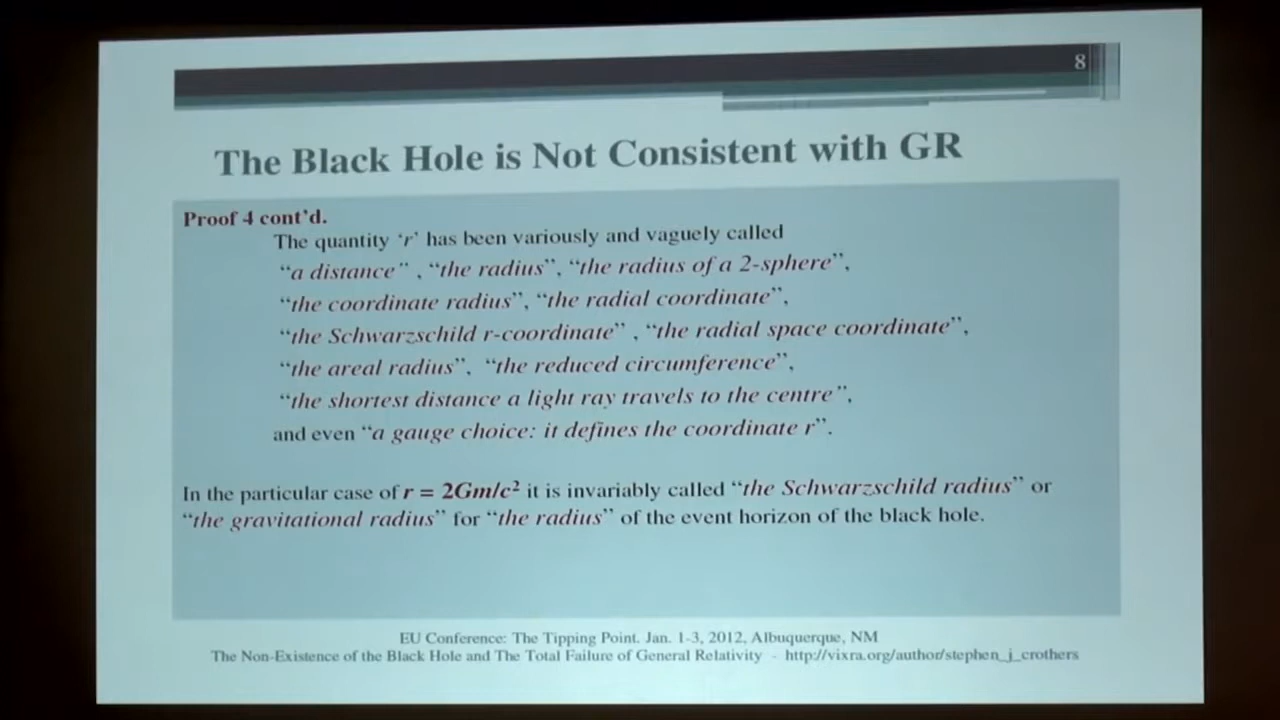 8
The Black Hole is Not Consistent with GR
Proof 4 cont'd.
The quantity ‘r’ has been variously and vaguely called
“a distance” , “the radius”, “the radius of a 2-sphere”,
“the coordinate radius”, “the radial coordinate”,
“the Schwarzschild r-coordinate” , “the radial space coordinate”,
“the areal radius”, “the reduced circumference”,
“the shortest distance a light ray travels to the centre”,
and even “a gauge choice: it defines the coordinate r”.
In the particular case of r = 2Gm/c² it is invariably called “the Schwarzschild radius” or
“the gravitational radius” for “the radius” of the event horizon of the black hole.
EU Conference: The Tipping Point. Jan. 1-3, 2012, Albuquerque, NM
The Non-Existence of the Black Hole and The Total Failure of General Relativity - http://vixra.org/author/stephen_j_crothers